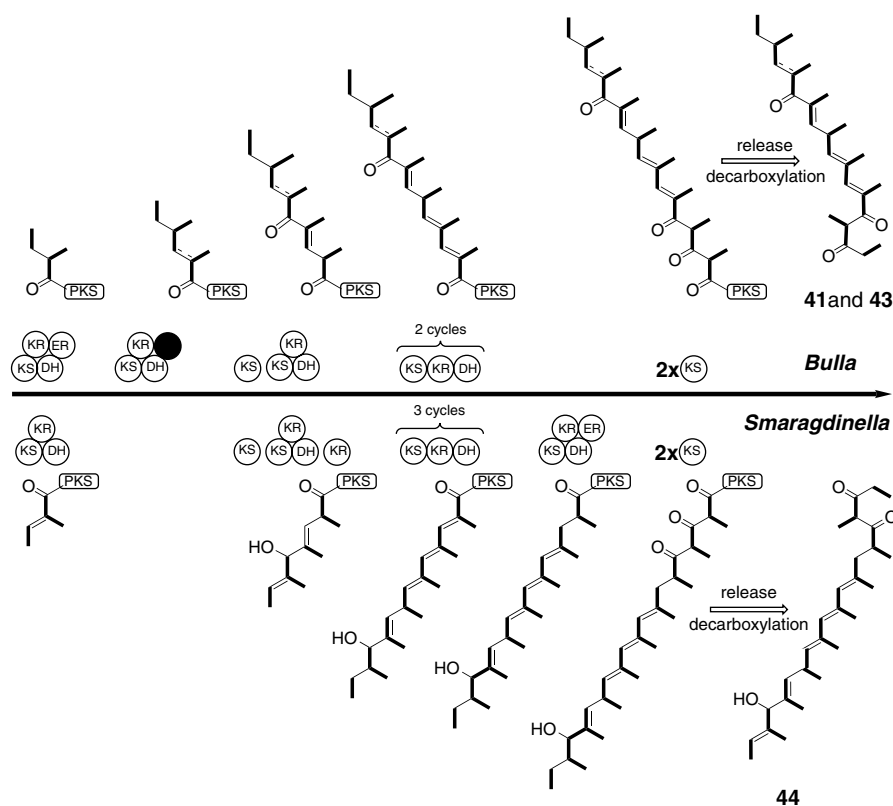 O
O
O
O
O
O
release
decarboxylation
O
O
O
O
O
O PKS
O PKS
O PKS
O PKS
O PKS
41and 43
2 cycles
KR ER
KS DH
KR
KS DH
KR
KS KS DH
KS KR DH
2x KS
Bulla
Smaragdinella
3 cycles
KR
KS DH
KR
KS KS DH KR
KS KR DH
KR ER
KS DH
2x KS
O PKS
O PKS
O PKS
O PKS
O O PKS
O
O
O
O
HO
HO
HO
HO
HO
release
decarboxylation
44